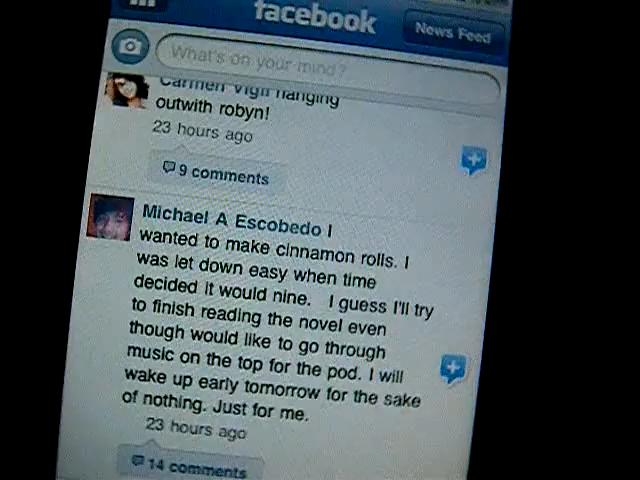 facebook
News Feed
What's on your mind?
Carmen Vigil hanging
outwith robyn!
23 hours ago
9 comments
Michael A Escobedo I
wanted to make cinnamon rolls. I
was let down easy when time
decided it would nine. I guess I'll try
to finish reading the novel even
though would like to go through
music on the top for the pod. I will
wake up early tomorrow for the sake
of nothing. Just for me.
23 hours ago
14 comments